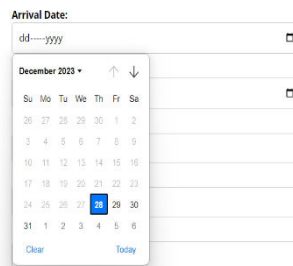 Arrival Date:
dd-----yyyy
December 2023
Su Mo Tu We Th Fr Sa
26 27 28 29 30 1 2
3 4 5 6 7 8 9
10 11 12 13 14 15 16
17 18 19 20 21 22 23
24 25 26 27 28 29 30
31 1 2 3 4 5 6
Clear Today